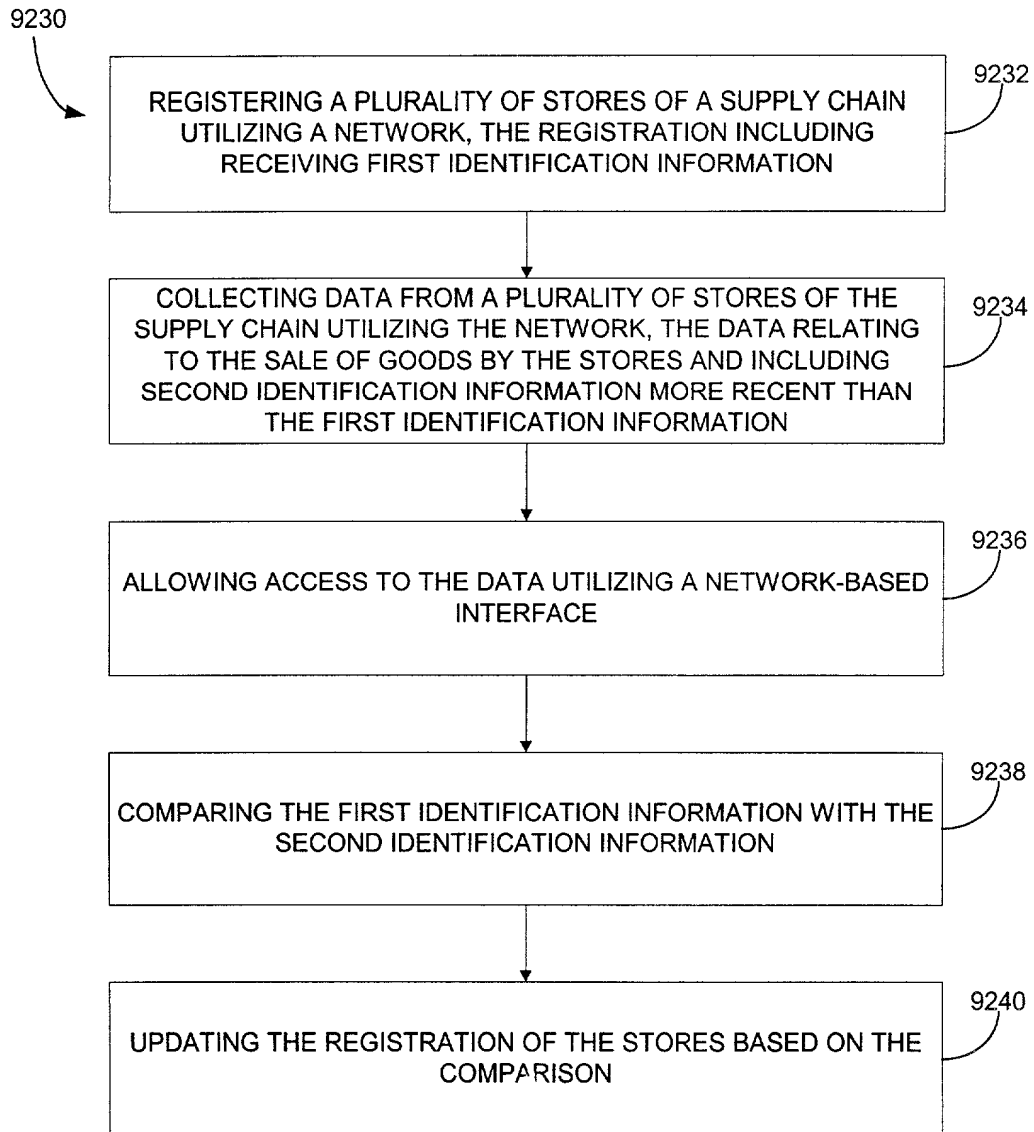 9230
9232
REGISTERING A PLURALITY OF STORES OF A SUPPLY CHAIN
UTILIZING A NETWORK, THE REGISTRATION INCLUDING
RECEIVING FIRST IDENTIFICATION INFORMATION
9234
COLLECTING DATA FROM A PLURALITY OF STORES OF THE
SUPPLY CHAIN UTILIZING THE NETWORK, THE DATA RELATING
TO THE SALE OF GOODS BY THE STORES AND INCLUDING
SECOND IDENTIFICATION INFORMATION MORE RECENT THAN
THE FIRST IDENTIFICATION INFORMATION
9236
ALLOWING ACCESS TO THE DATA UTILIZING A NETWORK-BASED
INTERFACE
9238
COMPARING THE FIRST IDENTIFICATION INFORMATION WITH THE
SECOND IDENTIFICATION INFORMATION
9240
UPDATING THE REGISTRATION OF THE STORES BASED ON THE
COMPARISON